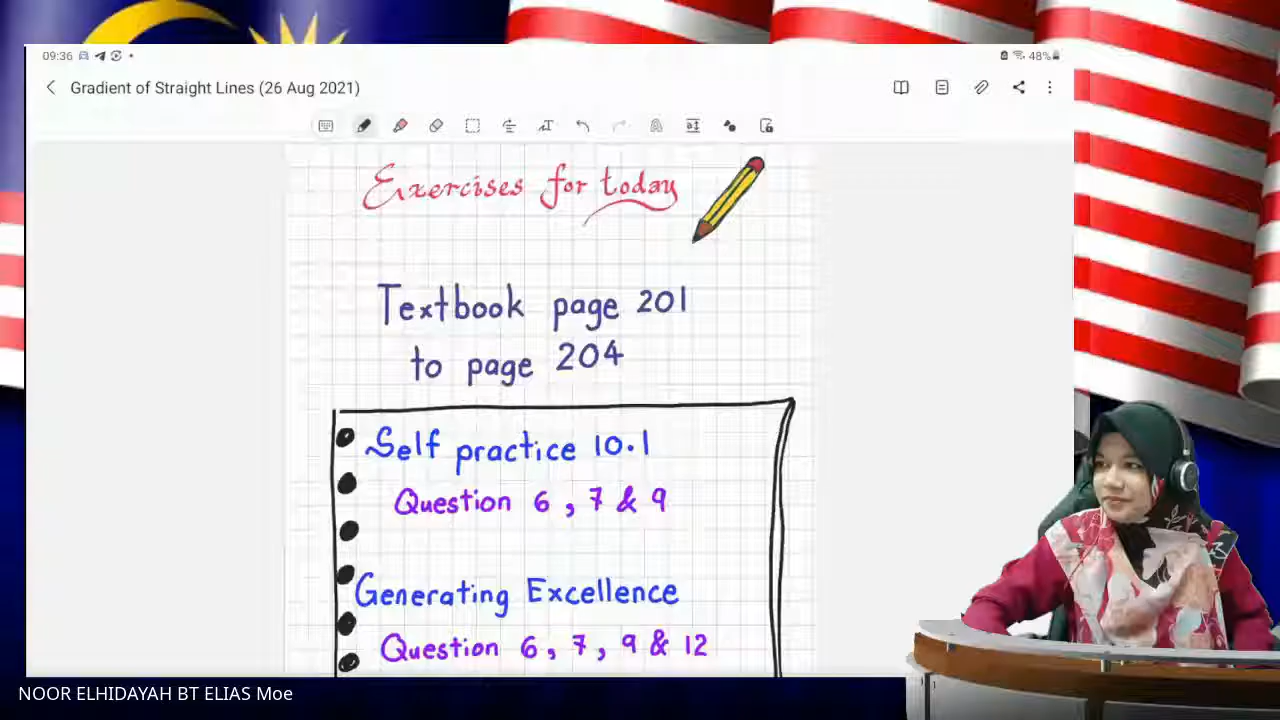 09:36
48%
Gradient of Straight Lines (26 Aug 2021)
Exercises for today
Textbook page 201
to page 204
Self practice 10.1
Question 6, 7 & 9
Generating Excellence
Question 6, 7, 9 & 12
NOOR ELHIDAYAH BT ELIAS Moe